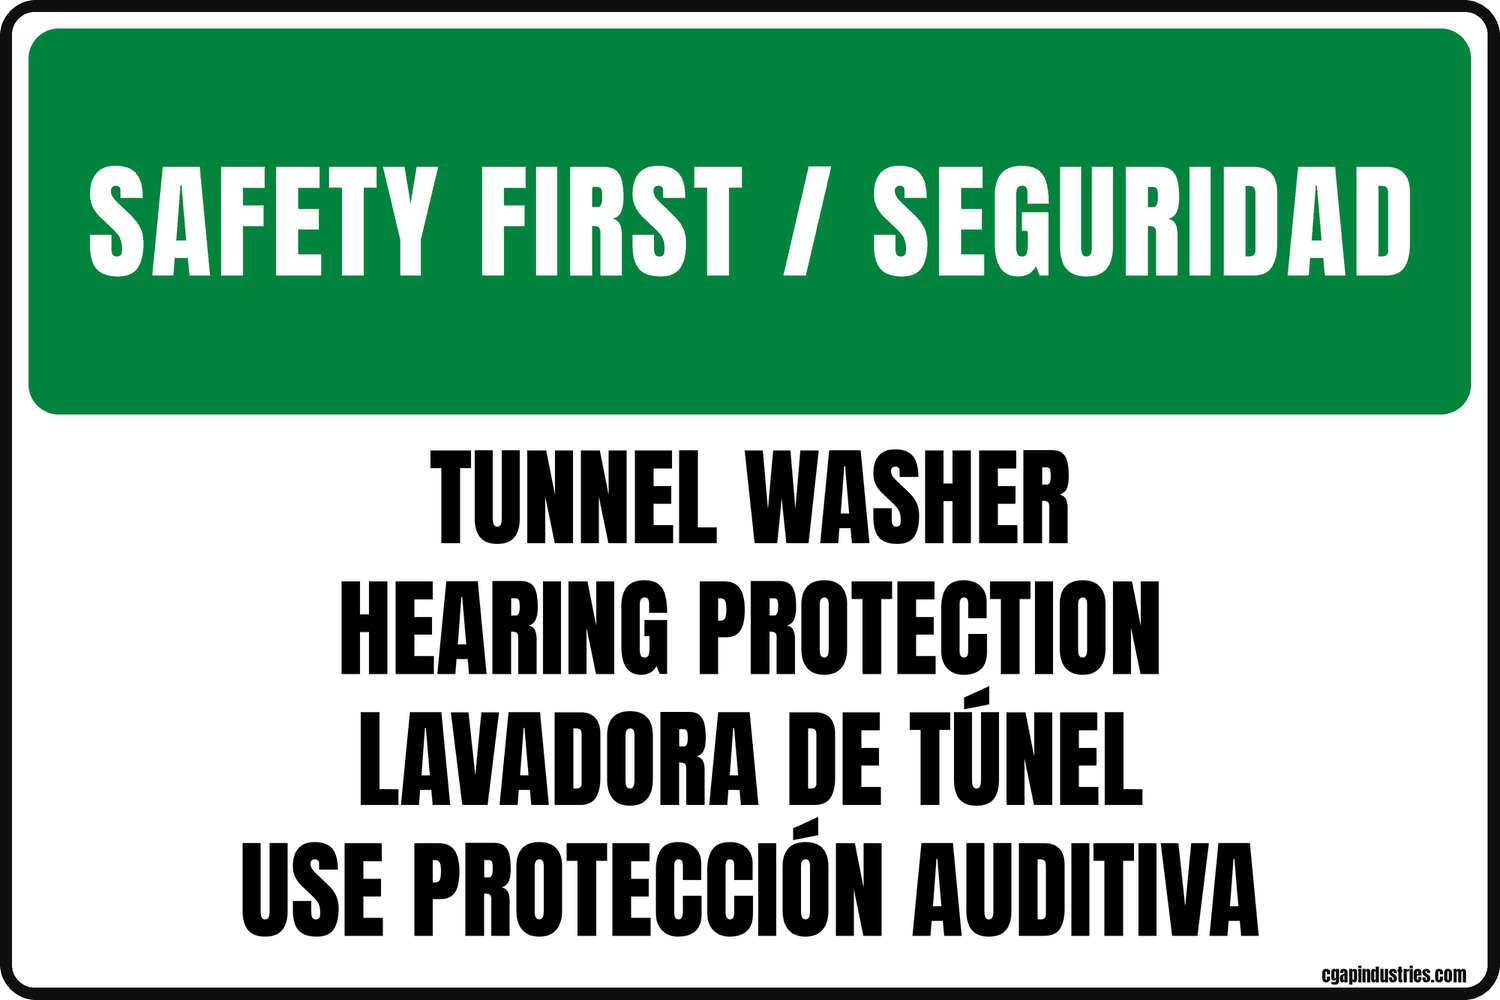 SAFETY FIRST / SEGURIDAD
TUNNEL WASHER
HEARING PROTECTION
LAVADORA DE TÚNEL
USE PROTECCIÓN AUDITIVA
cgapindustries.com